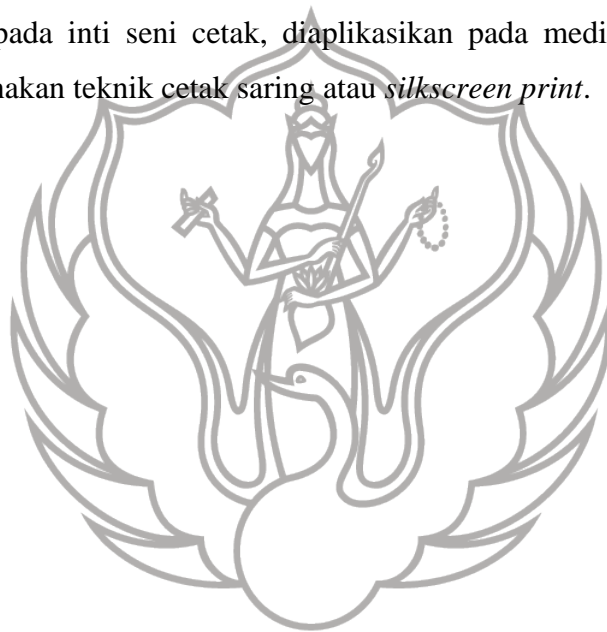 pada inti seni cetak, diaplikasikan pada medi
nakan teknik cetak saring atau silkscreen print.